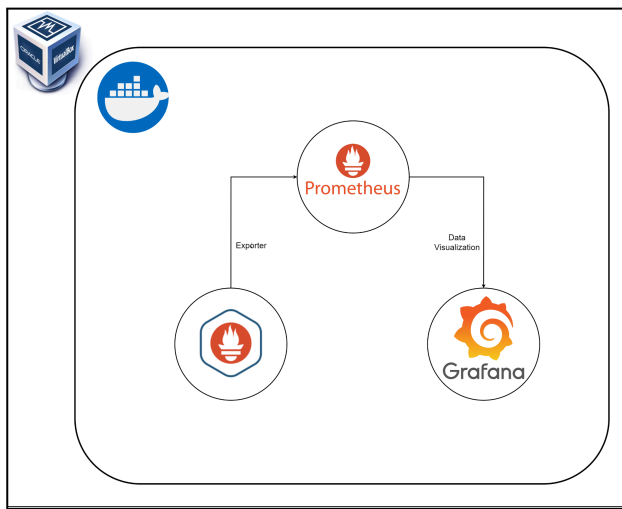 ORACLE
VIRTUALBOX
Prometheus
Exporter
Data
Visualization
Grafana